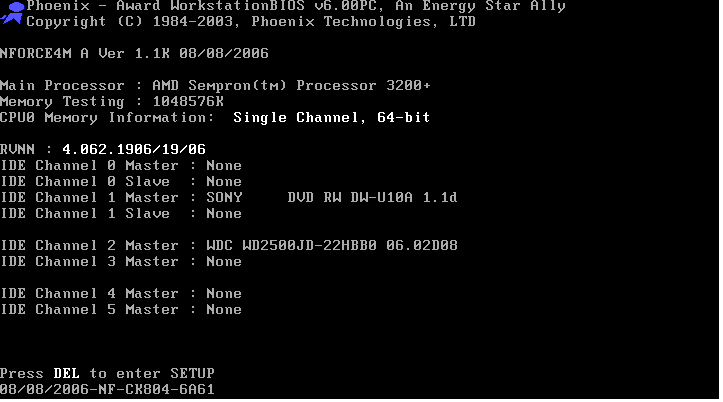 Phoenix - Award WorkstationBIOS v6.00PC, An Energy Star Ally
Copyright (C) 1984-2003, Phoenix Technologies, LTD
NFORCE4M A Ver 1.1K 08/08/2006
Main Processor : AMD Sempron(tm) Processor 3200+
Memory Testing : 1048576K
CPU0 Memory Information: Single Channel, 64-bit
RVNN : 4.062.1906/19/06
IDE Channel 0 Master : None
IDE Channel 0 Slave : None
IDE Channel 1 Master : SONY DVD RW DW-U10A 1.1d
IDE Channel 1 Slave : None
IDE Channel 2 Master : WDC WD2500JD-22HBB0 06.02D08
IDE Channel 3 Master : None
IDE Channel 4 Master : None
IDE Channel 5 Master : None
Press DEL to enter SETUP
08/08/2006-NF-CK804-6A61